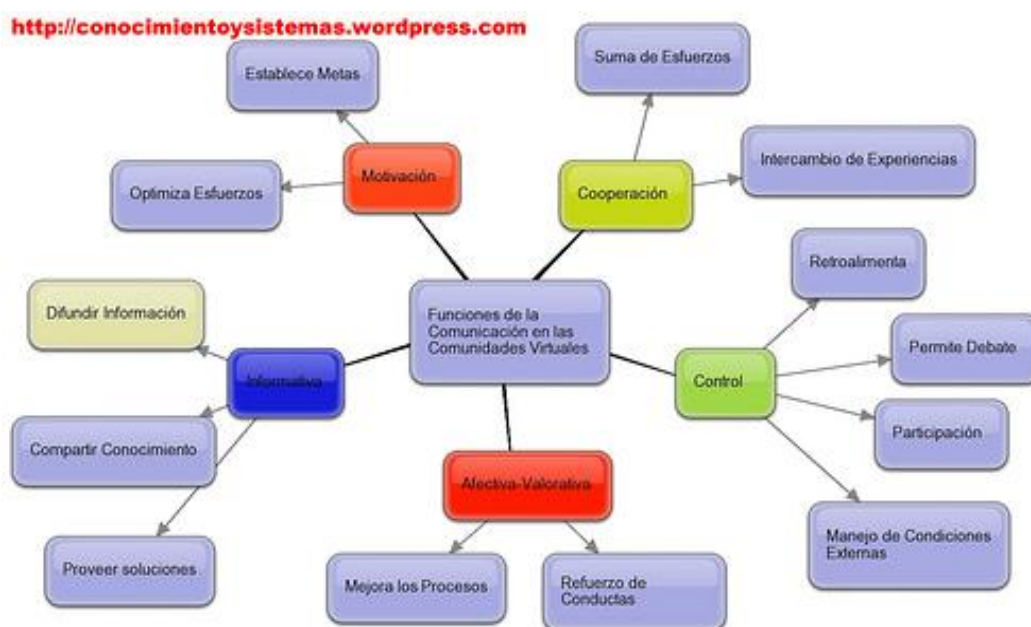 http://conocimientoysistemas.wordpress.com
Establece Metas
Suma de Esfuerzos
Motivación
Optimiza Esfuerzos
Cooperación
Intercambio de Experiencias
Retroalimenta
Difundir Información
Funciones de la
Comunicación en las
Comunidades Virtuales
Permite Debate
Informativa
Control
Compartir Conocimiento
Participación
Afectiva-Valorativa
Manejo de Condiciones
Externas
Proveer soluciones
Mejora los Procesos
Refuerzo de
Conductas